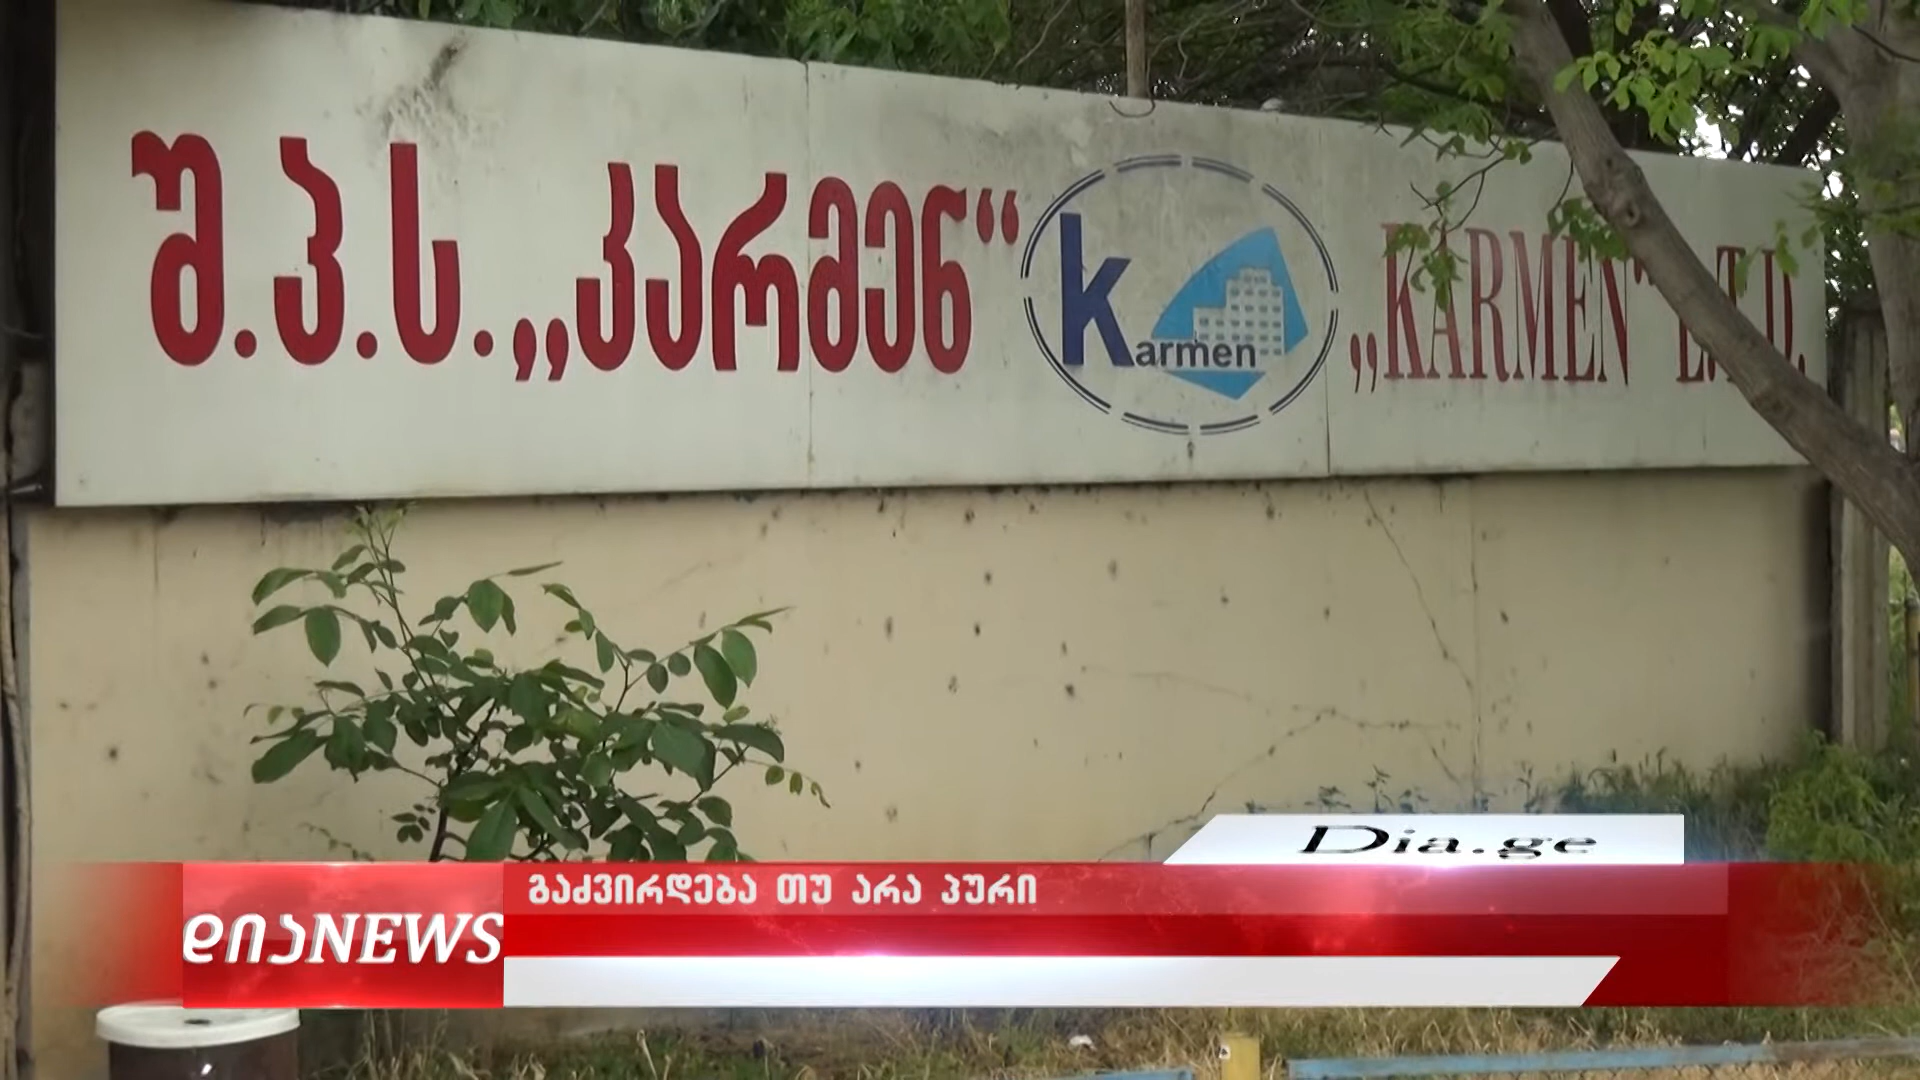 შ.პ.ს. „კარმენ“
Karmen
„KARMEN“ L.T.D.
Dia.ge
გაძვირდება თუ არა პური
დიაNEWS